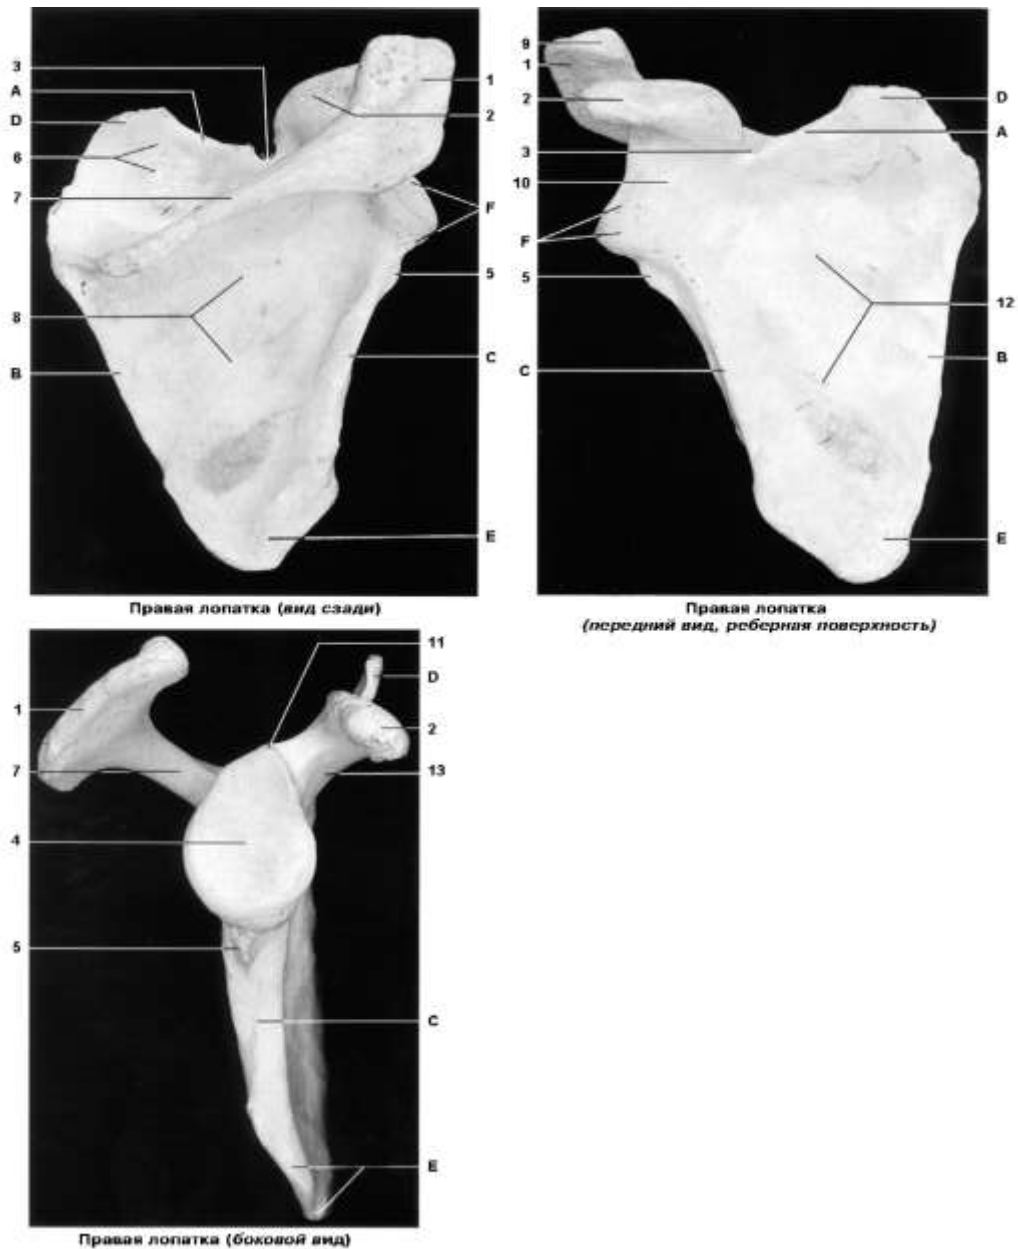 3
A
D
6
7
8
B
1
2
F
5
C
E
Правая лопатка (вид сзади)
9
1
2
3
10
F
5
C
D
A
12
B
E
Правая лопатка
(передний вид, реберная поверхность)
1
7
4
5
11
D
2
13
C
E
Правая лопатка (боковой вид)